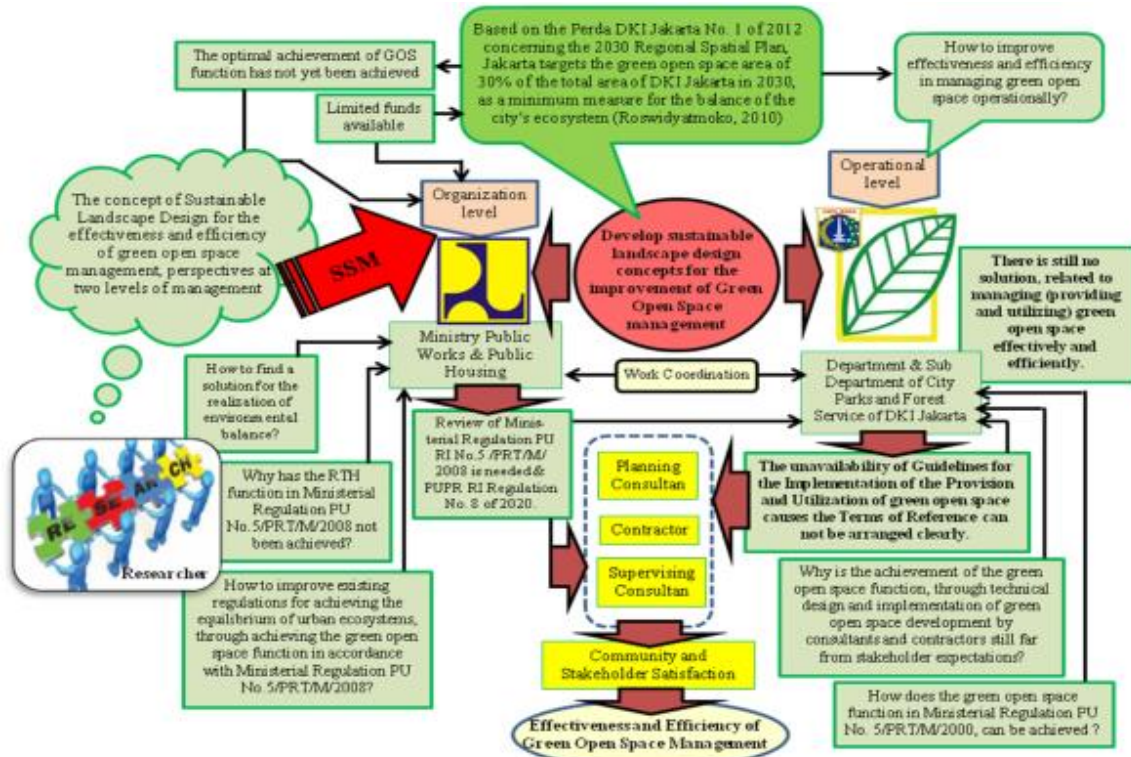 The optimal achievement of GOS
function has not yet been achieved
Limited funds
available
Based on the Perda DKI Jakarta No. 1 of 2012
concerning the 2030 Regional Spatial Plan,
Jakarta targets the green open space area of
30% of the total area of DKI Jakarta in 2030,
as a minimum measure for the balance of the
city's ecosystem (Roswidyatmoko, 2010)
How to improve
effectiveness and efficiency
in managing green open
space operationally?
The concept of Sustainable
Landscape Design for the
effectiveness and efficiency
of green open space
management, perspectives at
two levels of management
SSM
Organization
level
Operational
level
Develop sustainable
landscape design
concepts for the
improvement of Green
Open Space
management
There is still no
solution, related to
managing (providing
and utilizing) green
open space
effectively and
efficiently.
Ministry Public
Works & Public
Housing
Work Coordination
Department & Sub
Department of City
Parks and Forest
Service of DKI Jakarta
How to find a
solution for the
realization of
environmental
balance?
Why has the RTH
function in Ministerial
Regulation PU
No.5/PRT/M/2008 not
been achieved?
How to improve existing
regulations for achieving the
equilibrium of urban ecosystems,
through achieving the green open
space function in accordance
with Ministerial Regulation PU
No.5/PRT/M/2008?
RE SE AR CH
Researcher
Review of Minis-
terial Regulation PU
RI No.5 /PRT/M/
2008 is needed &
PUPR RI Regulation
No. 8 of 2020.
Planning
Consultan
Contractor
Supervising
Consultan
The unavailability of Guidelines for
the Implementation of the Provision
and Utilization of green open space
causes the Terms of Reference can
not be arranged clearly.
Why is the achievement of the green
open space function, through technical
design and implementation of green
open space development by
consultants and contractors still far
from stakeholder expectations?
How does the green open space
function in Ministerial Regulation PU
No. 5/PRT/M/2000, can be achieved ?
Community and
Stakeholder Satisfaction
Effectiveness and Efficiency of
Green Open Space Management